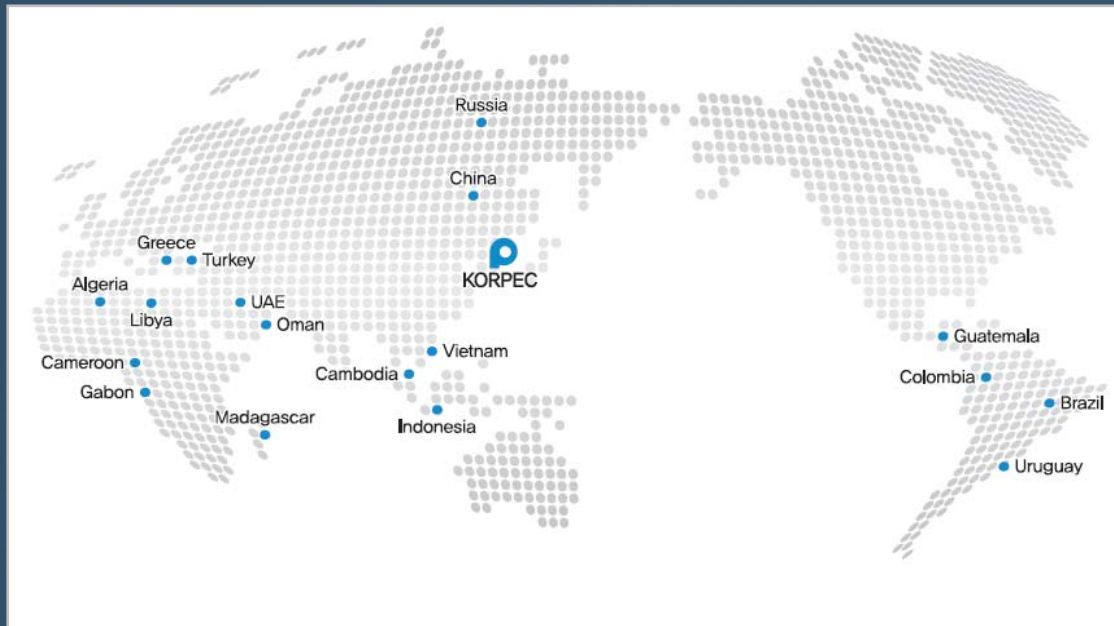 Russia
China
Greece
Turkey
KORPEC
Algeria
Libya
UAE
Oman
Guatemala
Vietnam
Cameroon
Cambodia
Colombia
Gabon
Brazil
Madagascar
Indonesia
Uruguay